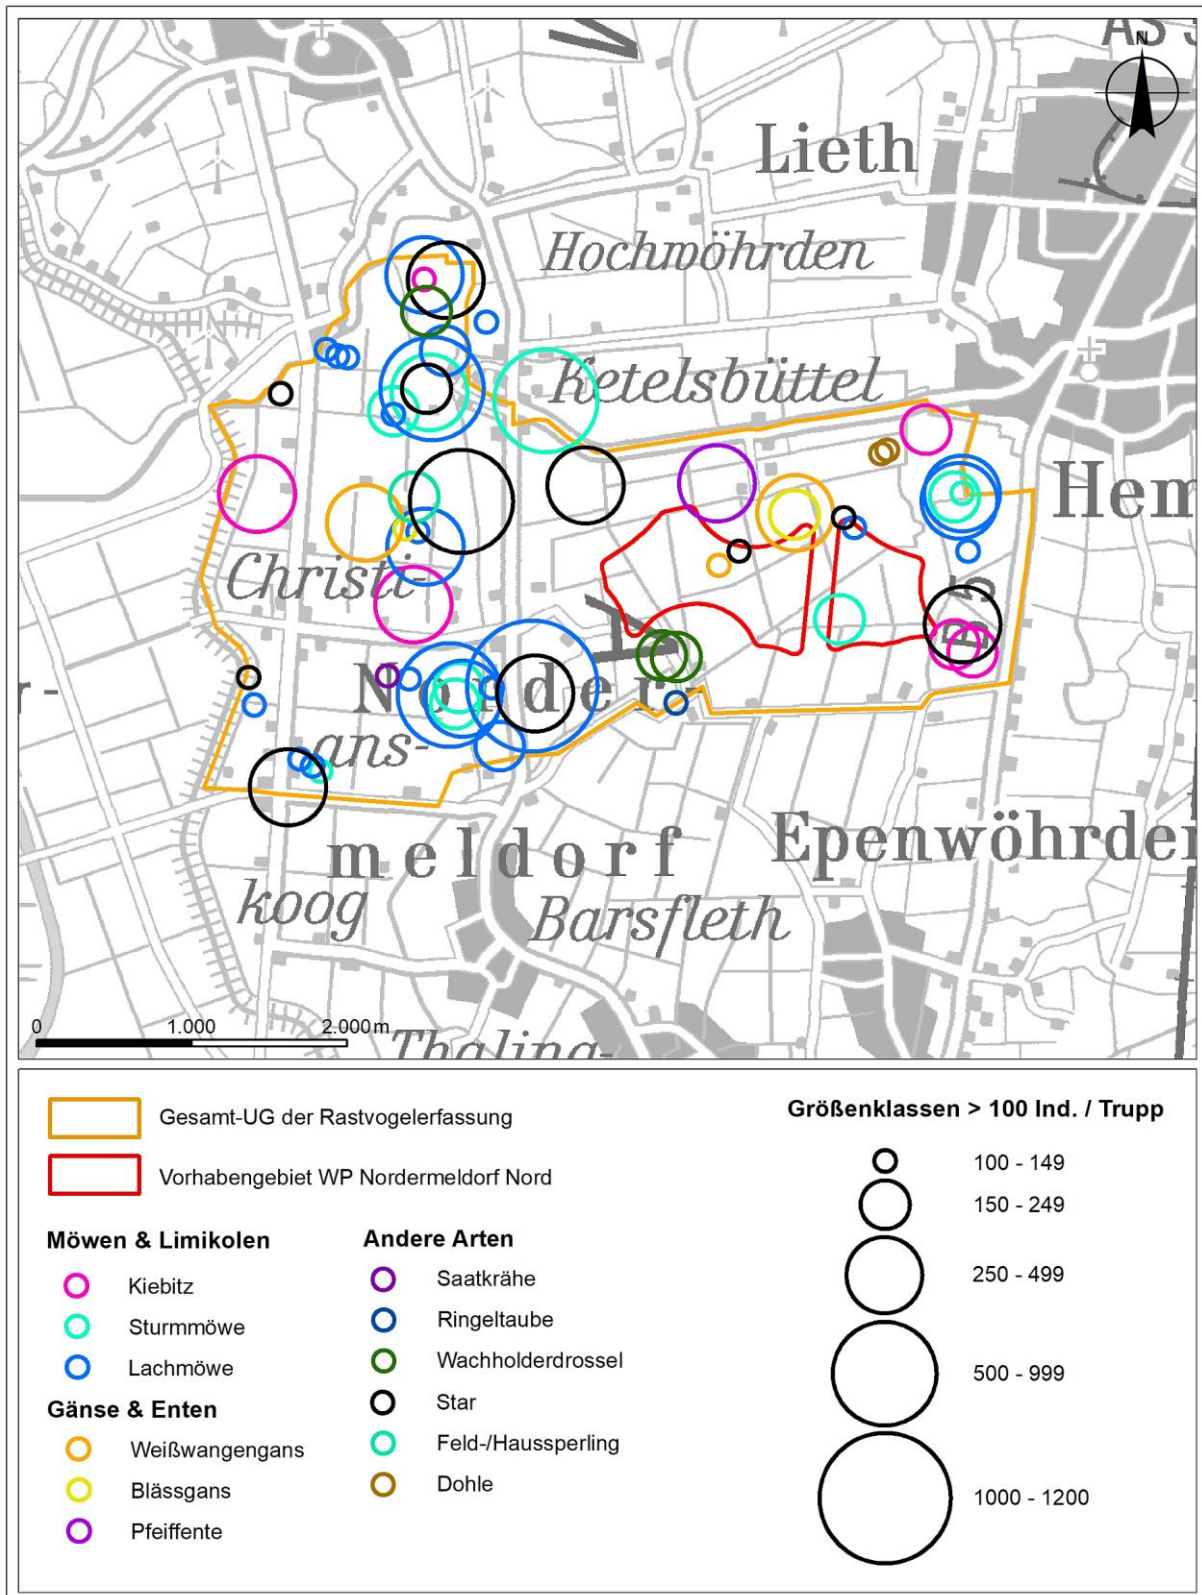 AS J
N
Lieth
Hochwöhrden
Ketelsbüttel
Hem
Christi-
B 5
A
Norder-
r-
ans-
meldorf
Epenwöhrden
koog
Barsfleth
Thaling-
0 1.000 2.000 m
Gesamt-UG der Rastvogelerfassung
Vorhabengebiet WP Nordermeldorf Nord
Möwen & Limikolen
Kiebitz
Sturmmöwe
Lachmöwe
Gänse & Enten
Weißwangengans
Blässgans
Pfeiffente
Andere Arten
Saatkrähe
Ringeltaube
Wachholderdrossel
Star
Feld-/Haussperling
Dohle
Größenklassen > 100 Ind. / Trupp
100 - 149
150 - 249
250 - 499
500 - 999
1000 - 1200